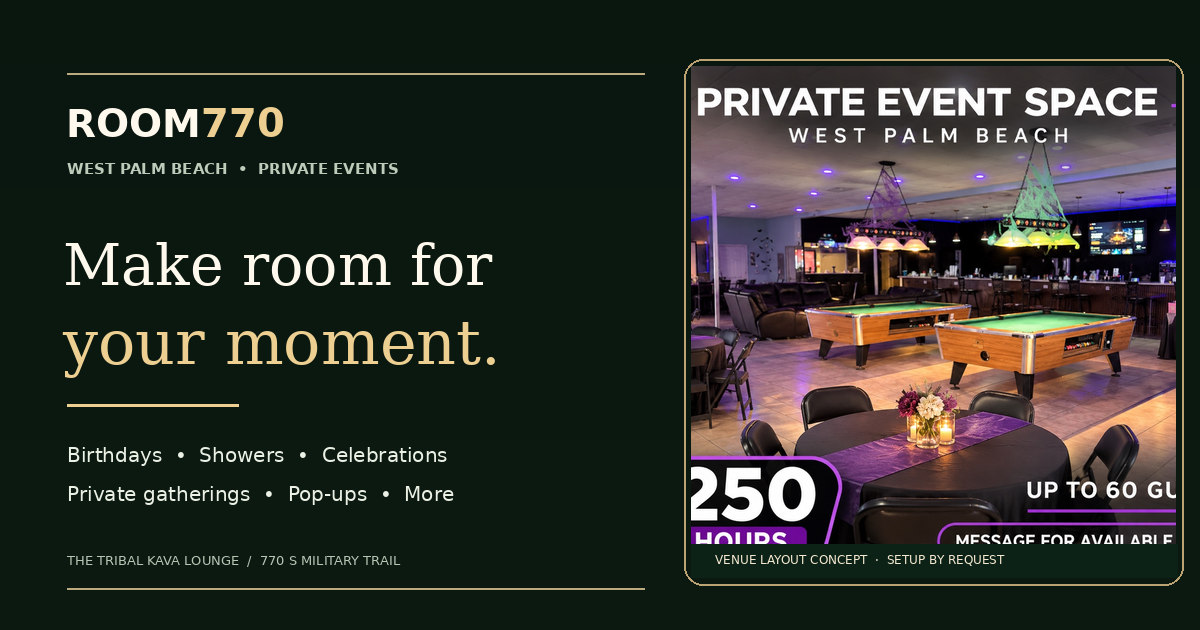 ROOM770
WEST PALM BEACH • PRIVATE EVENTS
Make room for
your moment.
Birthdays • Showers • Celebrations
Private gatherings • Pop-ups • More
THE TRIBAL KAVA LOUNGE / 770 S MILITARY TRAIL
PRIVATE EVENT SPACE
WEST PALM BEACH
250
HOURS
UP TO 60 GU
MESSAGE FOR AVAILABLE
VENUE LAYOUT CONCEPT · SETUP BY REQUEST